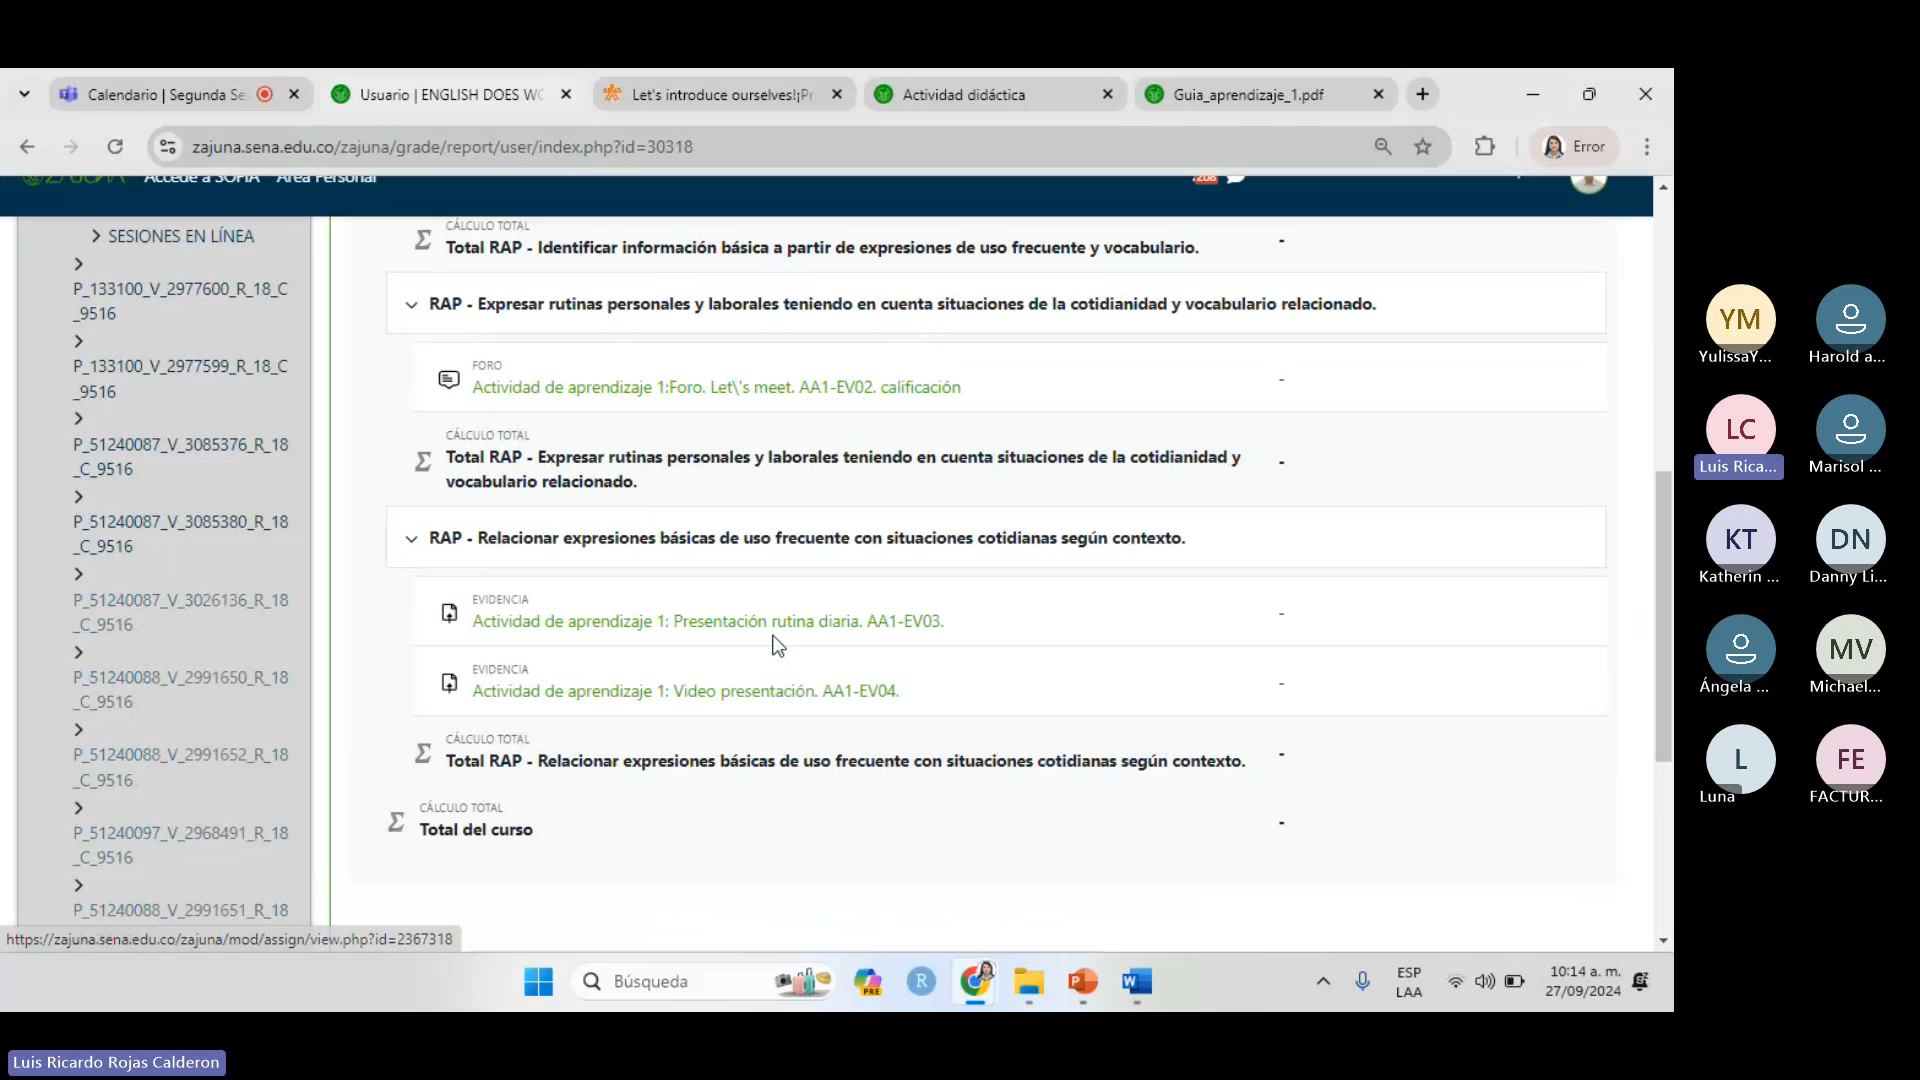 Calendario | Segunda Se
Usuario | ENGLISH DOES WO
Let's introduce ourselves!¡Pr
Actividad didáctica
Guia_aprendizaje_1.pdf
zajuna.sena.edu.co/zajuna/grade/report/user/index.php?id=30318
Error
Accede a SOFIA Área Personal
208
SESIONES EN LÍNEA
P_133100_V_2977600_R_18_C
_9516
P_133100_V_2977599_R_18_C
_9516
P_51240087_V_3085376_R_18
_C_9516
P_51240087_V_3085380_R_18
_C_9516
P_51240087_V_3026136_R_18
_C_9516
P_51240088_V_2991650_R_18
_C_9516
P_51240088_V_2991652_R_18
_C_9516
P_51240097_V_2968491_R_18
_C_9516
P_51240088_V_2991651_R_18
CÁLCULO TOTAL
Σ Total RAP - Identificar información básica a partir de expresiones de uso frecuente y vocabulario. -
RAP - Expresar rutinas personales y laborales teniendo en cuenta situaciones de la cotidianidad y vocabulario relacionado.
FORO
Actividad de aprendizaje 1:Foro. Let\'s meet. AA1-EV02. calificación -
CÁLCULO TOTAL
Σ Total RAP - Expresar rutinas personales y laborales teniendo en cuenta situaciones de la cotidianidad y -
vocabulario relacionado.
RAP - Relacionar expresiones básicas de uso frecuente con situaciones cotidianas según contexto.
EVIDENCIA
Actividad de aprendizaje 1: Presentación rutina diaria. AA1-EV03. -
EVIDENCIA
Actividad de aprendizaje 1: Video presentación. AA1-EV04. -
CÁLCULO TOTAL
Σ Total RAP - Relacionar expresiones básicas de uso frecuente con situaciones cotidianas según contexto. -
CÁLCULO TOTAL
Σ Total del curso -
https://zajuna.sena.edu.co/zajuna/mod/assign/view.php?id=2367318
Búsqueda
PRE
R
P
W
ESP
LAA
10:14 a. m.
27/09/2024
YM
YulissaY...
Harold a...
LC
Luis Rica...
Marisol ...
KT
Katherin ...
DN
Danny Li...
Ángela ...
MV
Michael...
L
Luna
FE
FACTUR...
Luis Ricardo Rojas Calderon